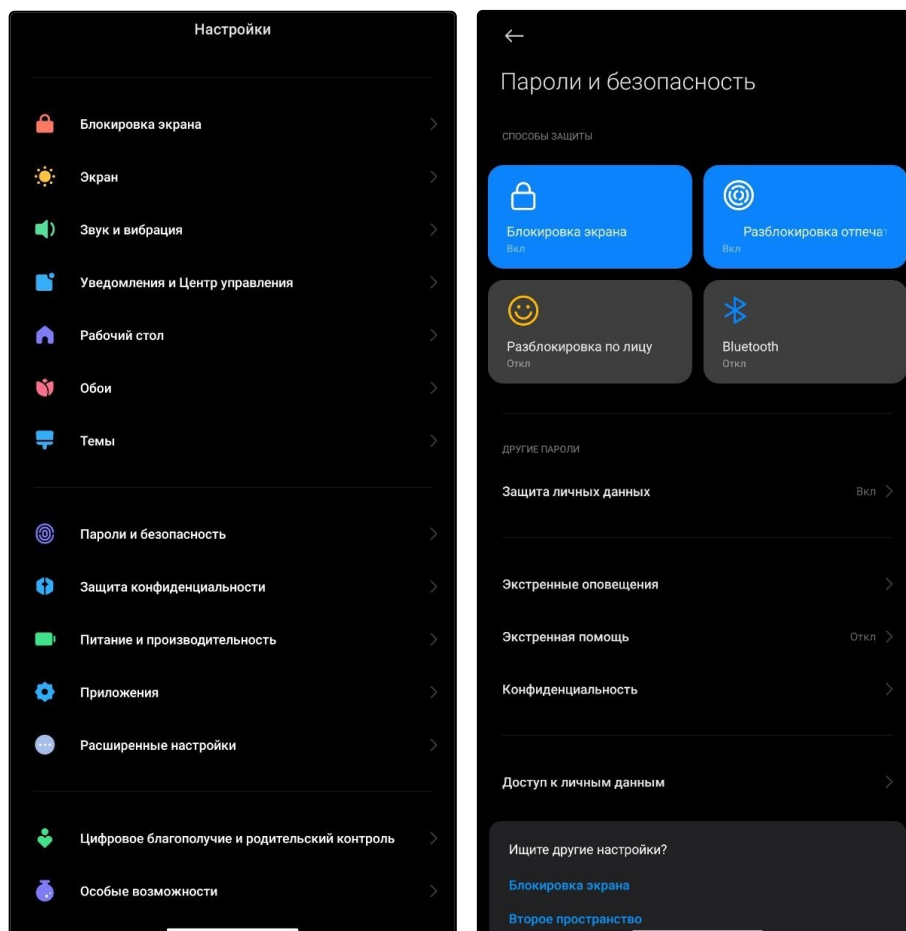 Настройки
Блокировка экрана
Экран
Звук и вибрация
Уведомления и Центр управления
Рабочий стол
Обои
Темы
Пароли и безопасность
Защита конфиденциальности
Питание и производительность
Приложения
Расширенные настройки
Цифровое благополучие и родительский контроль
Особые возможности
Пароли и безопасность
СПОСОБЫ ЗАЩИТЫ
Блокировка экрана
Вкл
Разблокировка отпечат
Вкл
Разблокировка по лицу
Откл
Bluetooth
Откл
ДРУГИЕ ПАРОЛИ
Защита личных данных Вкл
Экстренные оповещения
Экстренная помощь Откл
Конфиденциальность
Доступ к личным данным
Ищите другие настройки?
Блокировка экрана
Второе пространство